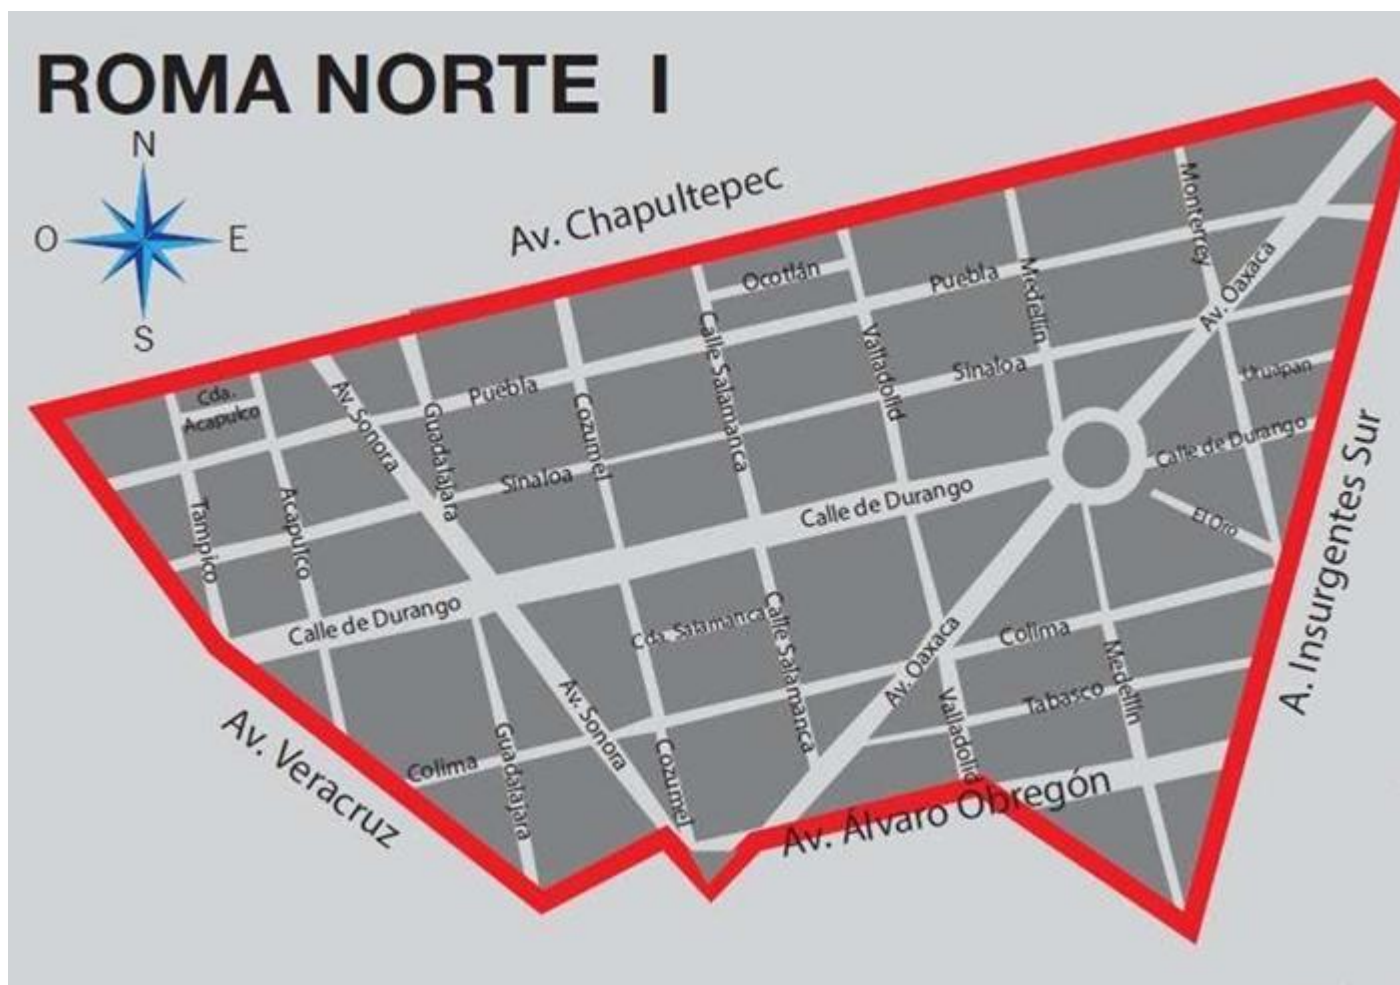 ROMA NORTE I
N
O
E
S
Av. Chapultepec
Monterrey
Av. Oaxaca
Ocotlán
Puebla
Medellín
Calle Salamanca
Valladolid
Sinaloa
Uruapan
Cda.
Acapulco
Av. Sonora
Puebla
Guadalajara
Cozumel
Calle de Durango
Sinaloa
Tampico
Acapulco
Calle de Durango
El Oro
A. Insurgentes Sur
Calle de Durango
Cda. Salamanca
Calle Salamanca
Av. Oaxaca
Colima
Medellín
Tabasco
Valladolid
Av. Sonora
Av. Veracruz
Colima
Guadalajara
Cozumel
Av. Álvaro Obregón